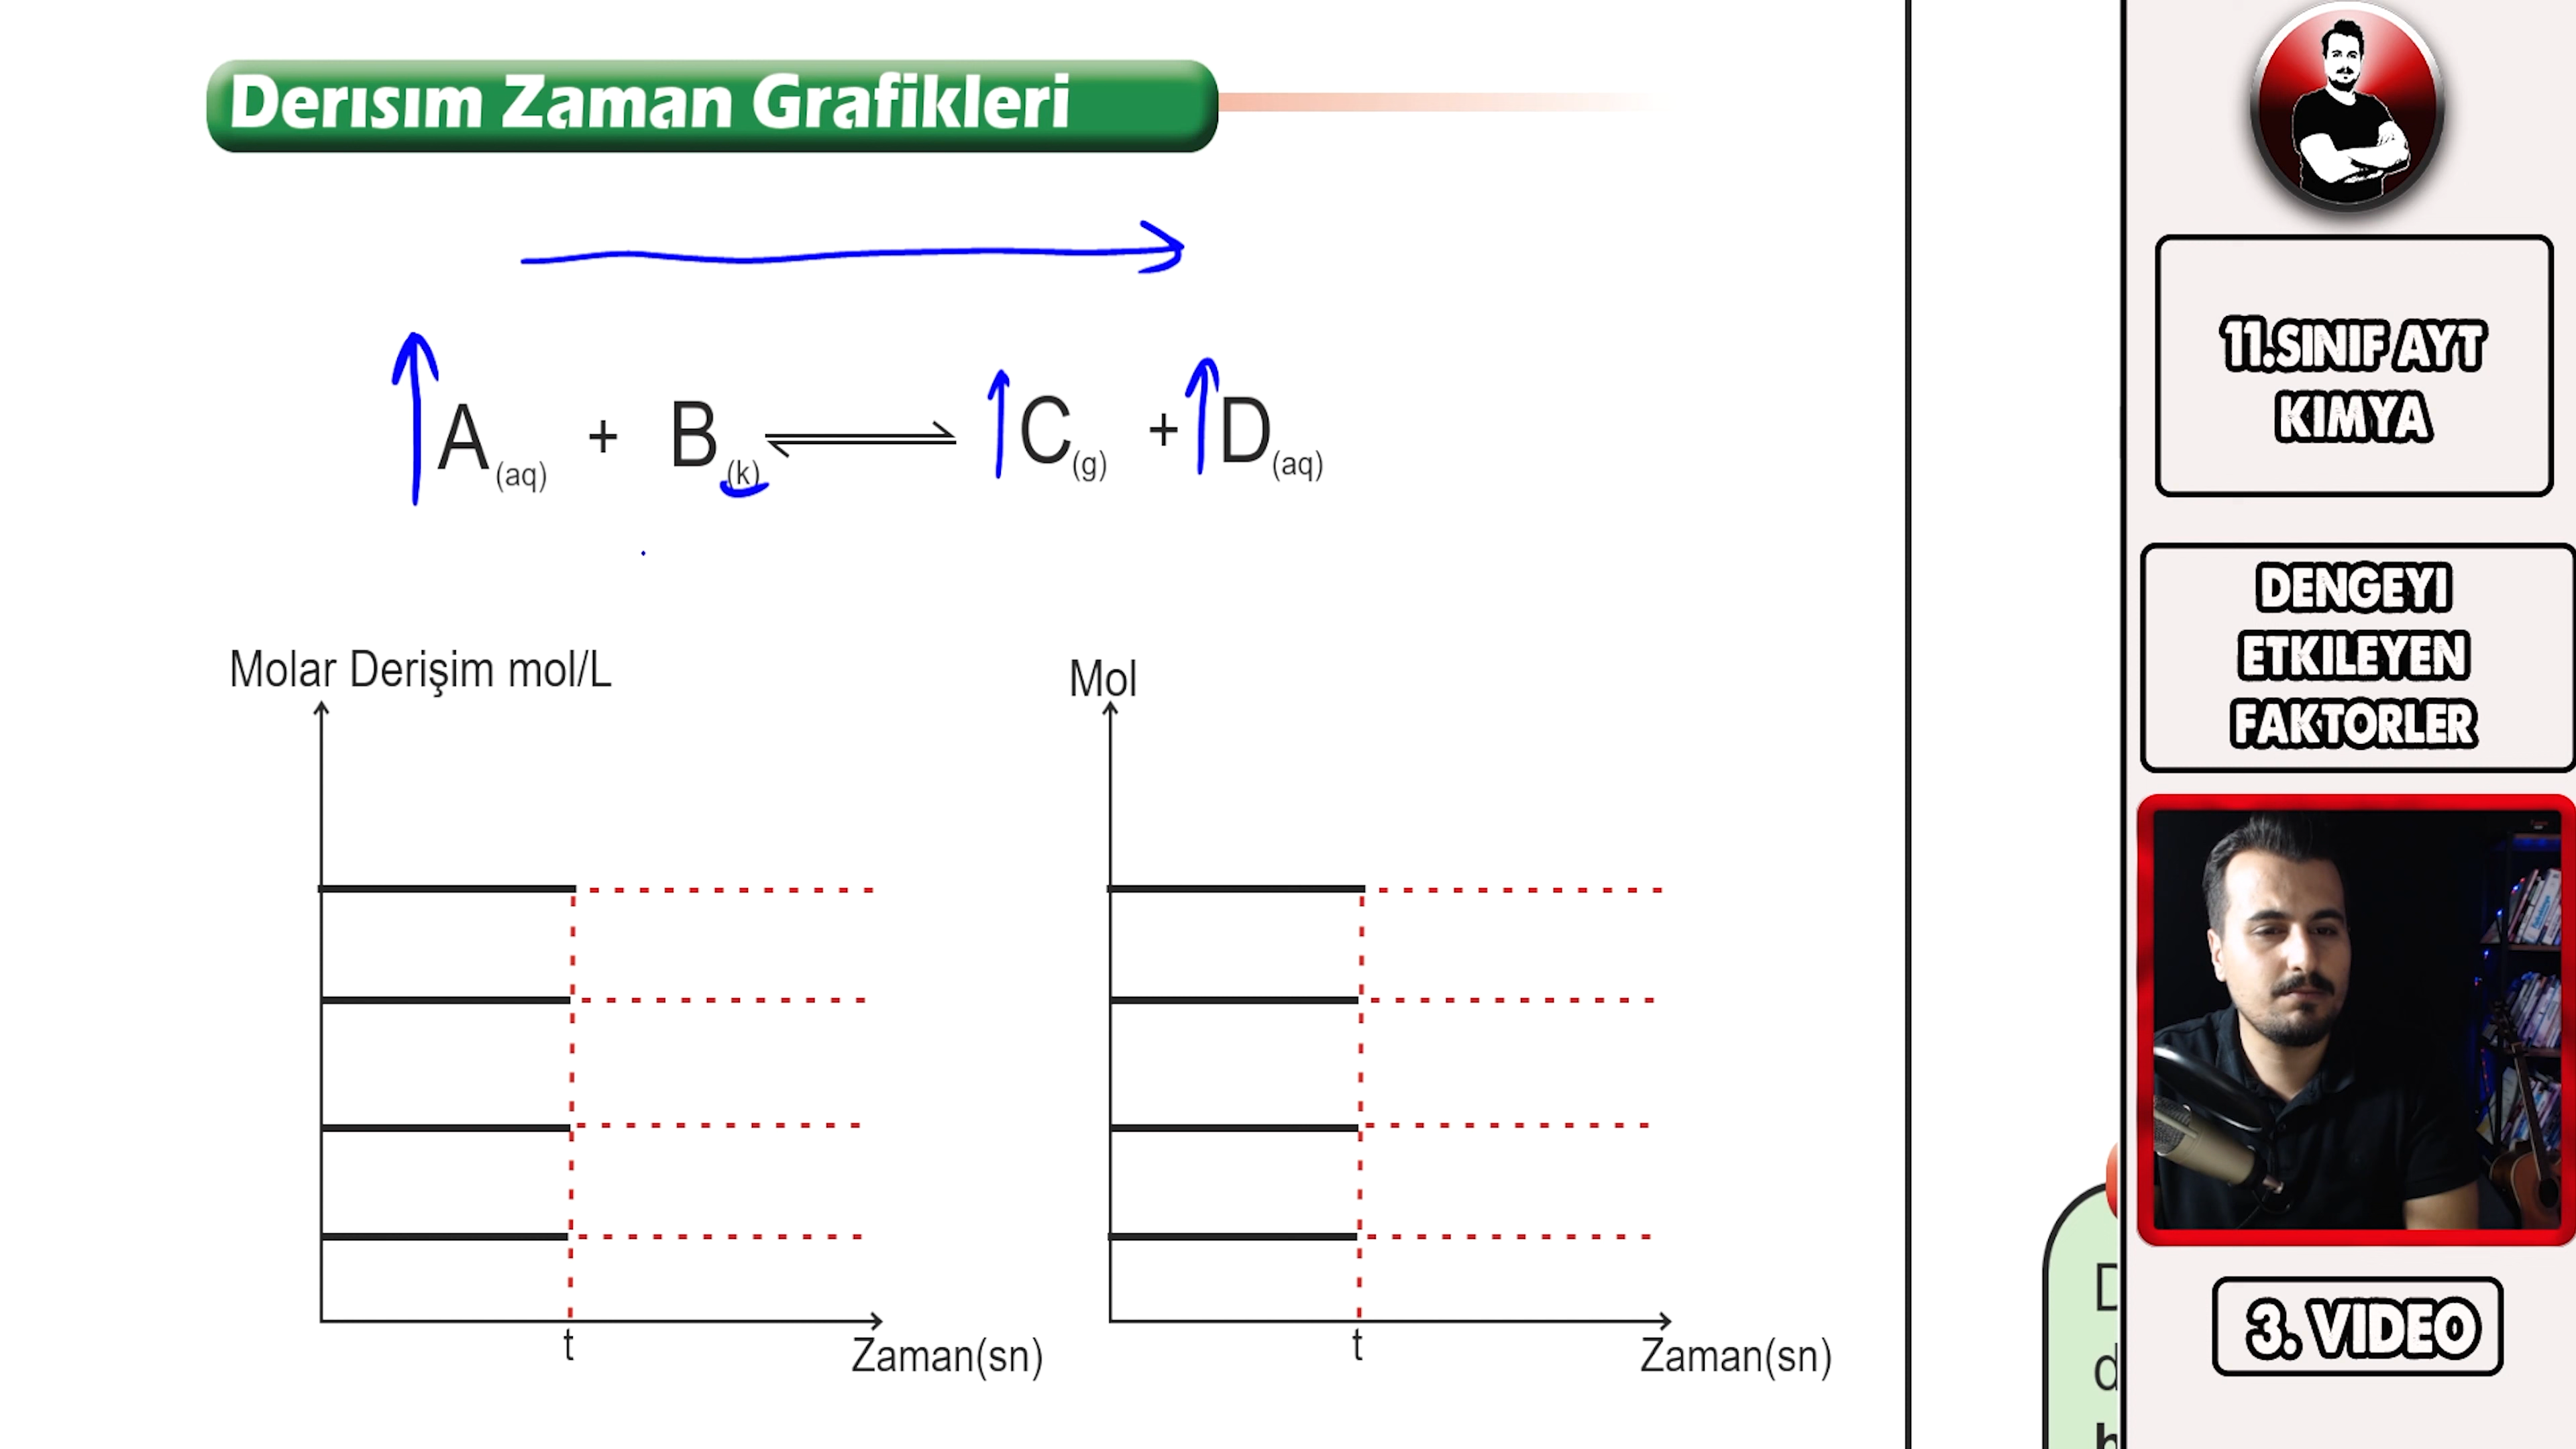 Derısım Zaman Grafikleri
A(aq) + B(k) ⇌ C(g) + D(aq)
Molar Derişim mol/L
Mol
t
Zaman(sn)
t
Zaman(sn)
11.SINIF AYT
KIMYA
DENGEYI
ETKILEYEN
FAKTORLER
3. VIDEO